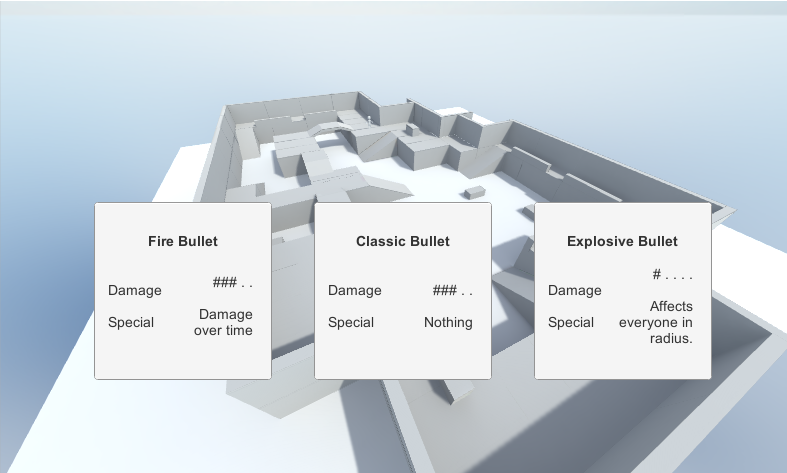 Fire Bullet
Damage ### . .
Special Damage
over time
Classic Bullet
Damage ### . .
Special Nothing
Explosive Bullet
Damage # . . . .
Special Affects
everyone in
radius.